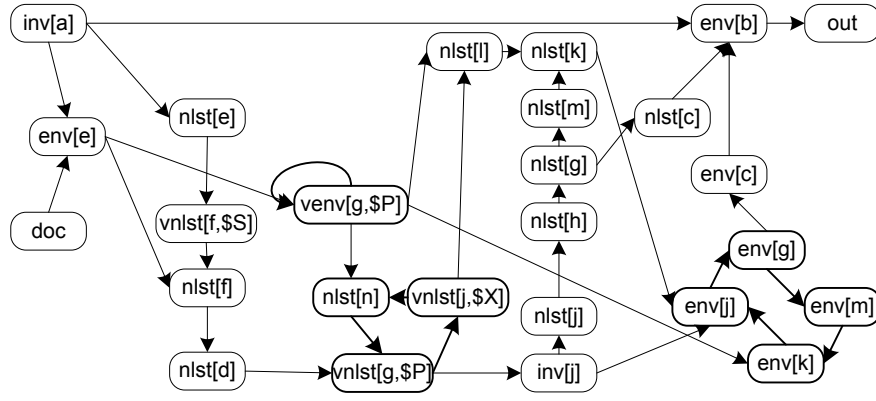 inv[a]
env[b]
out
nlst[l]
nlst[k]
nlst[e]
nlst[m]
nlst[c]
env[e]
nlst[g]
env[c]
venv[g,$P]
vnlst[f,$S]
nlst[h]
doc
env[g]
nlst[f]
nlst[n]
vnlst[j,$X]
env[j]
env[m]
nlst[j]
nlst[d]
vnlst[g,$P]
inv[j]
env[k]